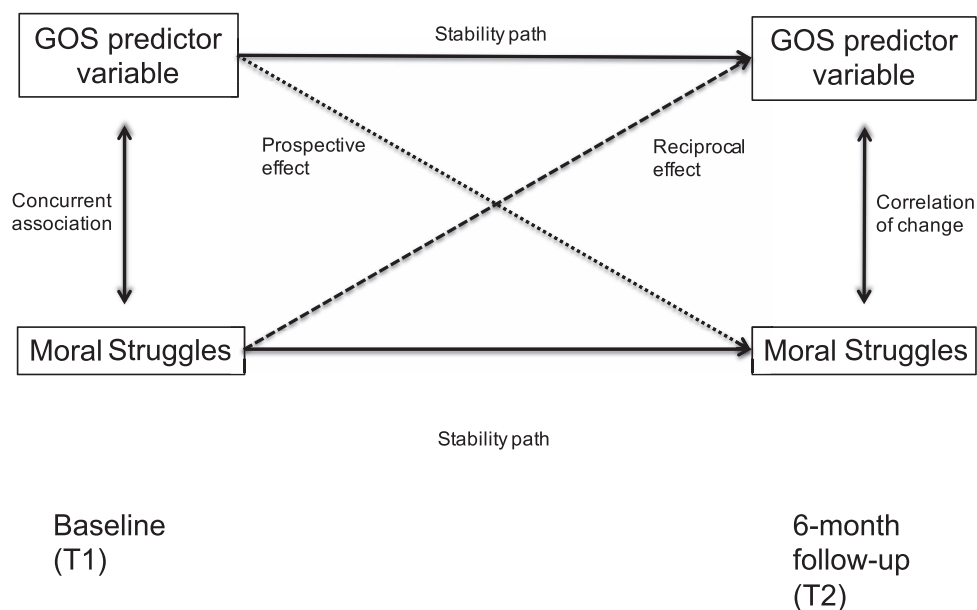 GOS predictor
variable
Stability path
GOS predictor
variable
Prospective
effect
Reciprocal
effect
Concurrent
association
Correlation
of change
Moral Struggles
Moral Struggles
Stability path
Baseline
(T1)
6-month
follow-up
(T2)